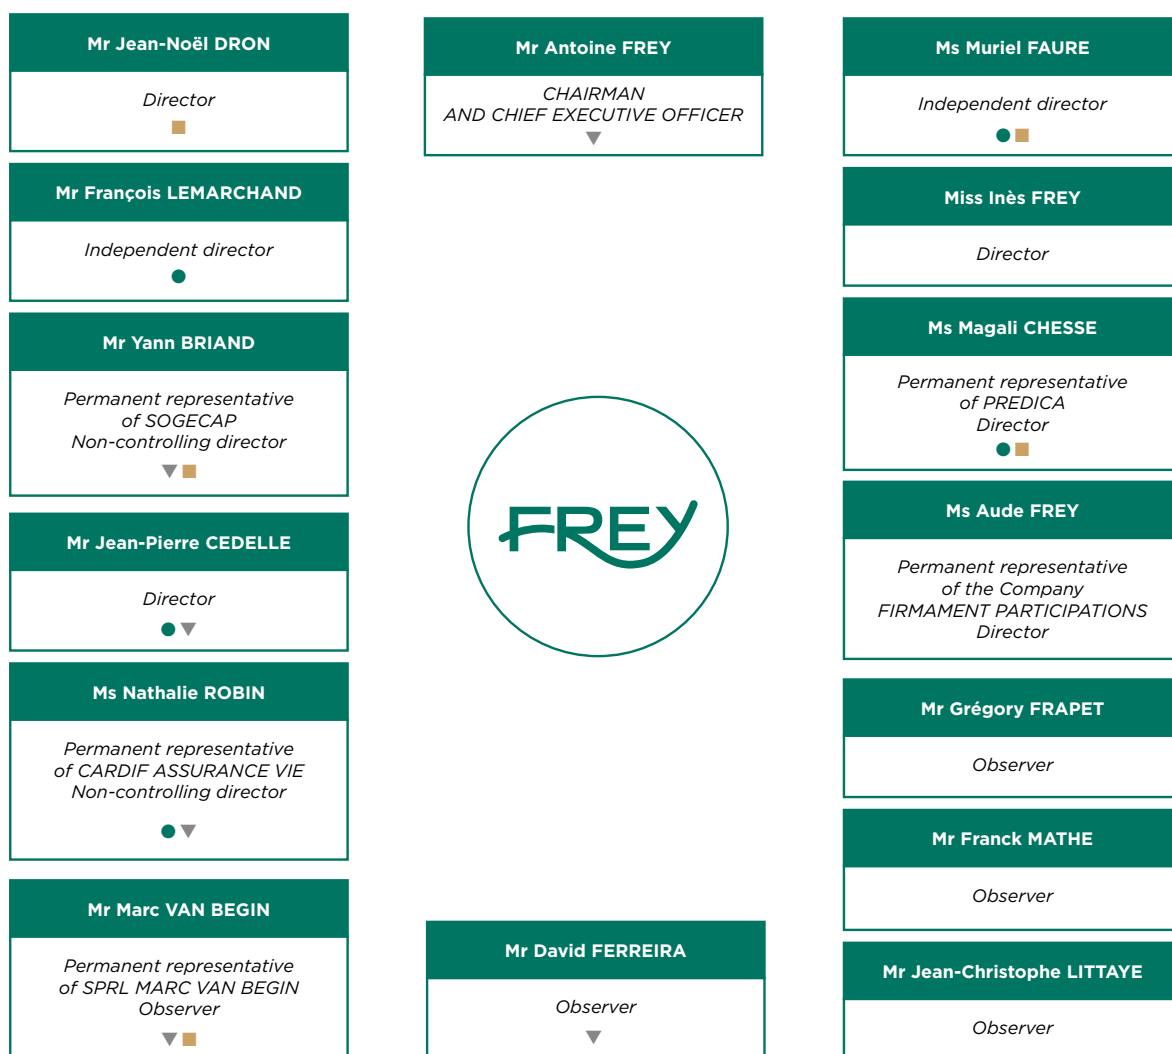 Mr Jean-Noël DRON
Director
Mr François LEMARCHAND
Independent director
Mr Yann BRIAND
Permanent representative
of SOGECAP
Non-controlling director
Mr Jean-Pierre CEDELLE
Director
Ms Nathalie ROBIN
Permanent representative
of CARDIF ASSURANCE VIE
Non-controlling director
Mr Marc VAN BEGIN
Permanent representative
of SPRL MARC VAN BEGIN
Observer
Mr Antoine FREY
CHAIRMAN
AND CHIEF EXECUTIVE OFFICER
FREY
Mr David FERREIRA
Observer
Ms Muriel FAURE
Independent director
Miss Inès FREY
Director
Ms Magali CHESSE
Permanent representative
of PREDICA
Director
Ms Aude FREY
Permanent representative
of the Company
FIRMAMENT PARTICIPATIONS
Director
Mr Grégory FRAPET
Observer
Mr Franck MATHE
Observer
Mr Jean-Christophe LITTAYE
Observer